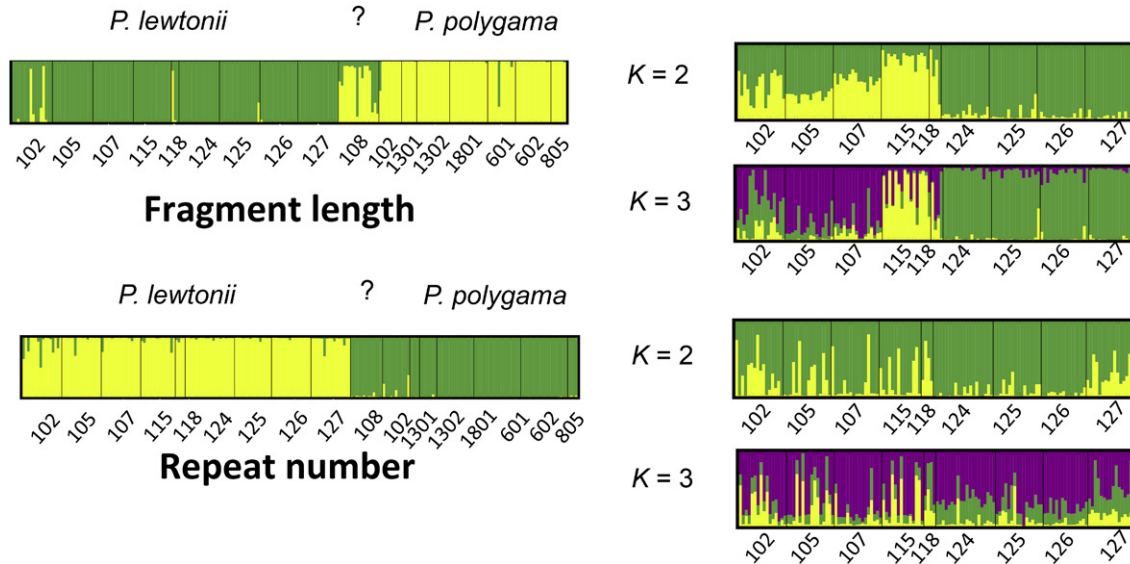 P. lewtonii ? P. polygama
102 105 107 115 118 124 125 126 127 108 102 1301 1302 1801 601 602 805
Fragment length
K = 2
102 105 107 115 118 124 125 126 127
K = 3
102 105 107 115 118 124 125 126 127
P. lewtonii ? P. polygama
102 105 107 115 118 124 125 126 127 108 102 1301 1302 1801 601 602 805
Repeat number
K = 2
102 105 107 115 118 124 125 126 127
K = 3
102 105 107 115 118 124 125 126 127